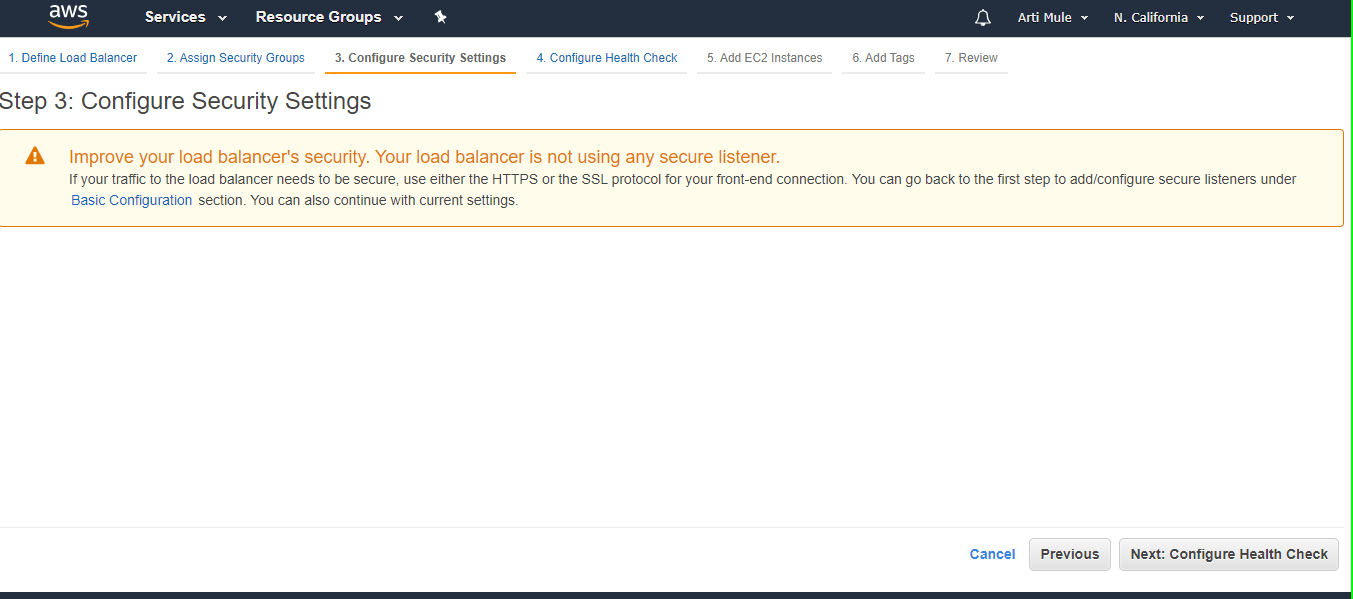 aws Services Resource Groups Arti Mule N. California Support
1. Define Load Balancer 2. Assign Security Groups 3. Configure Security Settings 4. Configure Health Check 5. Add EC2 Instances 6. Add Tags 7. Review
Step 3: Configure Security Settings
Improve your load balancer's security. Your load balancer is not using any secure listener.
If your traffic to the load balancer needs to be secure, use either the HTTPS or the SSL protocol for your front-end connection. You can go back to the first step to add/configure secure listeners under
Basic Configuration section. You can also continue with current settings.
Cancel Previous Next: Configure Health Check